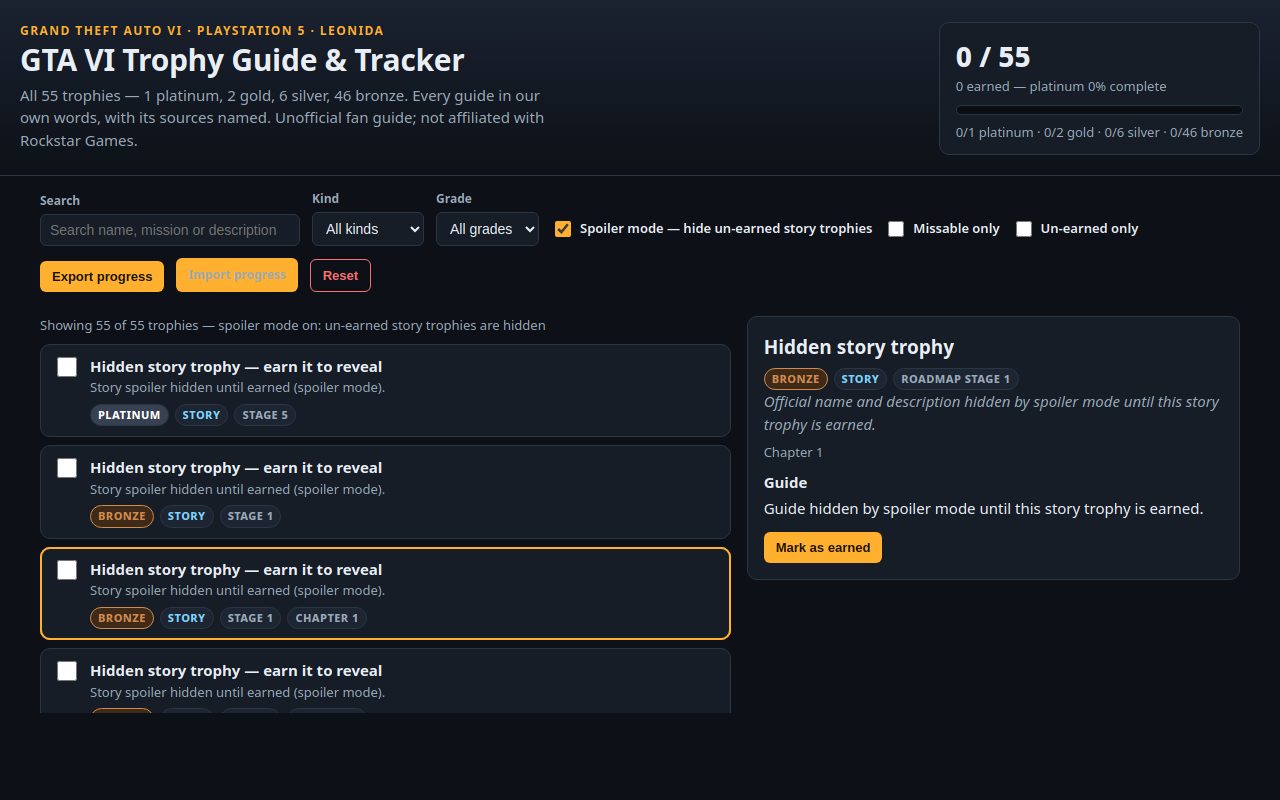 GRAND THEFT AUTO VI · PLAYSTATION 5 · LEONIDA
GTA VI Trophy Guide & Tracker
All 55 trophies — 1 platinum, 2 gold, 6 silver, 46 bronze. Every guide in our
own words, with its sources named. Unofficial fan guide; not affiliated with
Rockstar Games.
0 / 55
0 earned — platinum 0% complete
0/1 platinum · 0/2 gold · 0/6 silver · 0/46 bronze
Search
Kind
Grade
Search name, mission or description
All kinds
All grades
Spoiler mode — hide un-earned story trophies
Missable only
Un-earned only
Export progress
Import progress
Reset
Showing 55 of 55 trophies — spoiler mode on: un-earned story trophies are hidden
Hidden story trophy — earn it to reveal
Story spoiler hidden until earned (spoiler mode).
PLATINUM
STORY
STAGE 5
Hidden story trophy — earn it to reveal
Story spoiler hidden until earned (spoiler mode).
BRONZE
STORY
STAGE 1
Hidden story trophy — earn it to reveal
Story spoiler hidden until earned (spoiler mode).
BRONZE
STORY
STAGE 1
CHAPTER 1
Hidden story trophy — earn it to reveal
Story spoiler hidden until earned (spoiler mode).
Hidden story trophy
BRONZE
STORY
ROADMAP STAGE 1
Official name and description hidden by spoiler mode until this story
trophy is earned.
Chapter 1
Guide
Guide hidden by spoiler mode until this story trophy is earned.
Mark as earned